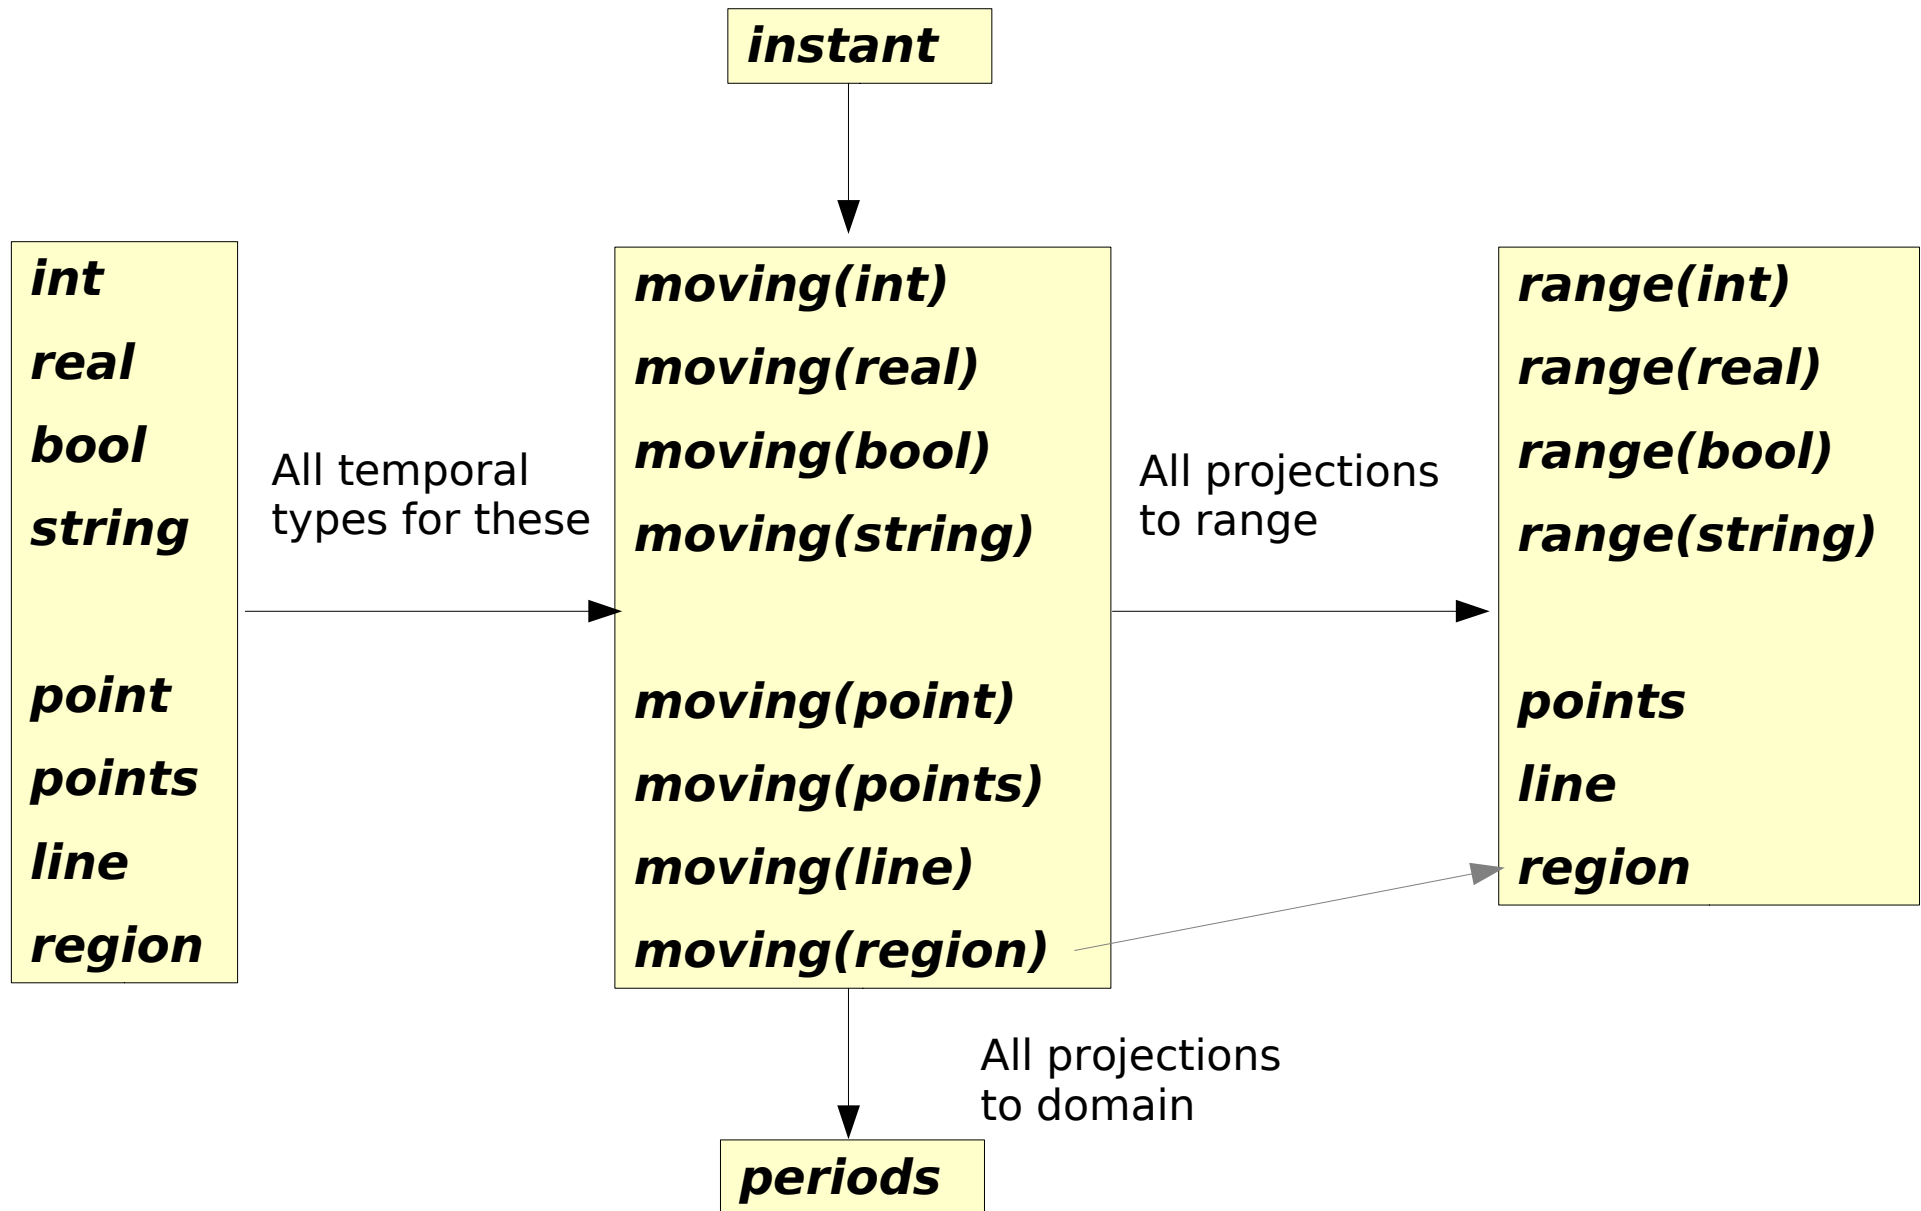 instant
int
real
bool
string
point
points
line
region
All temporal
types for these
moving(int)
moving(real)
moving(bool)
moving(string)
moving(point)
moving(points)
moving(line)
moving(region)
All projections
to range
range(int)
range(real)
range(bool)
range(string)
points
line
region
All projections
to domain
periods